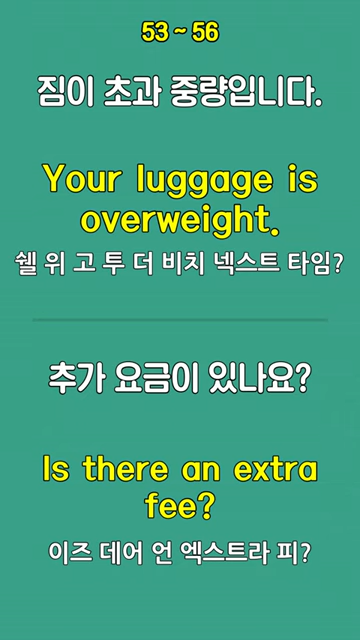 53 ~ 56
짐이 초과 중량입니다.
Your luggage is
overweight.
쉘 위 고 투 더 비치 넥스트 타임?
추가 요금이 있나요?
Is there an extra
fee?
이즈 데어 언 엑스트라 피?